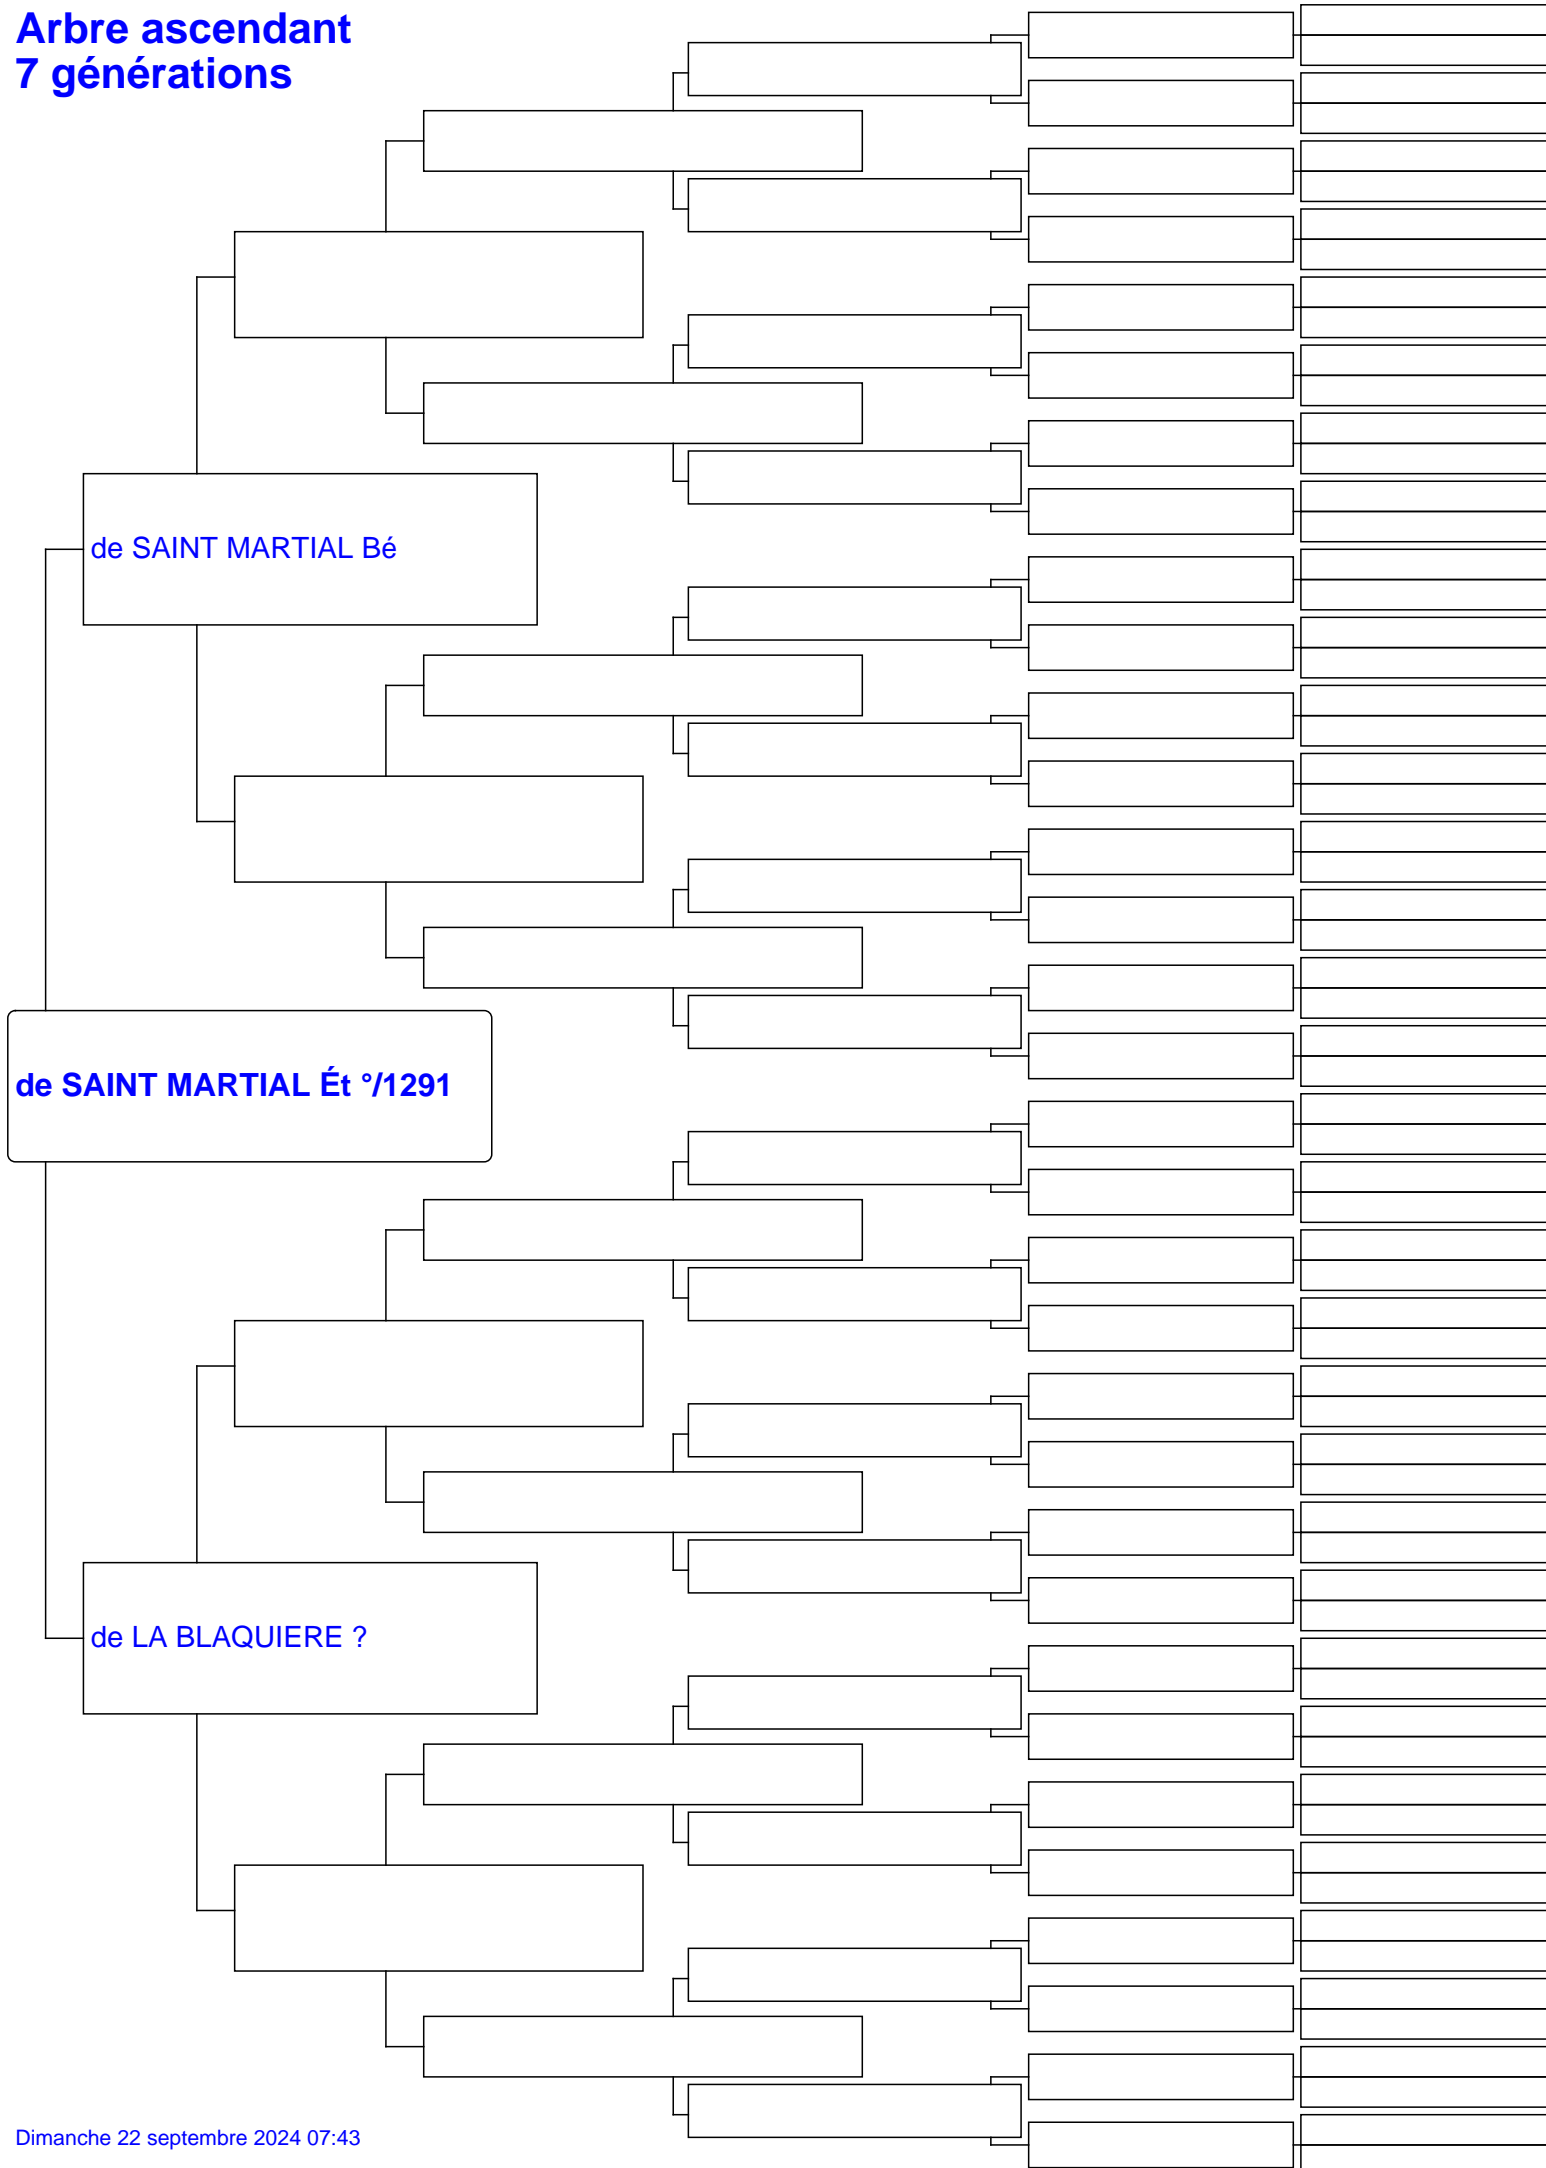 Arbre ascendant
7 générations
de SAINT MARTIAL Bé
de SAINT MARTIAL Ét °/1291
de LA BLAQUIERE ?
Dimanche 22 septembre 2024 07:43